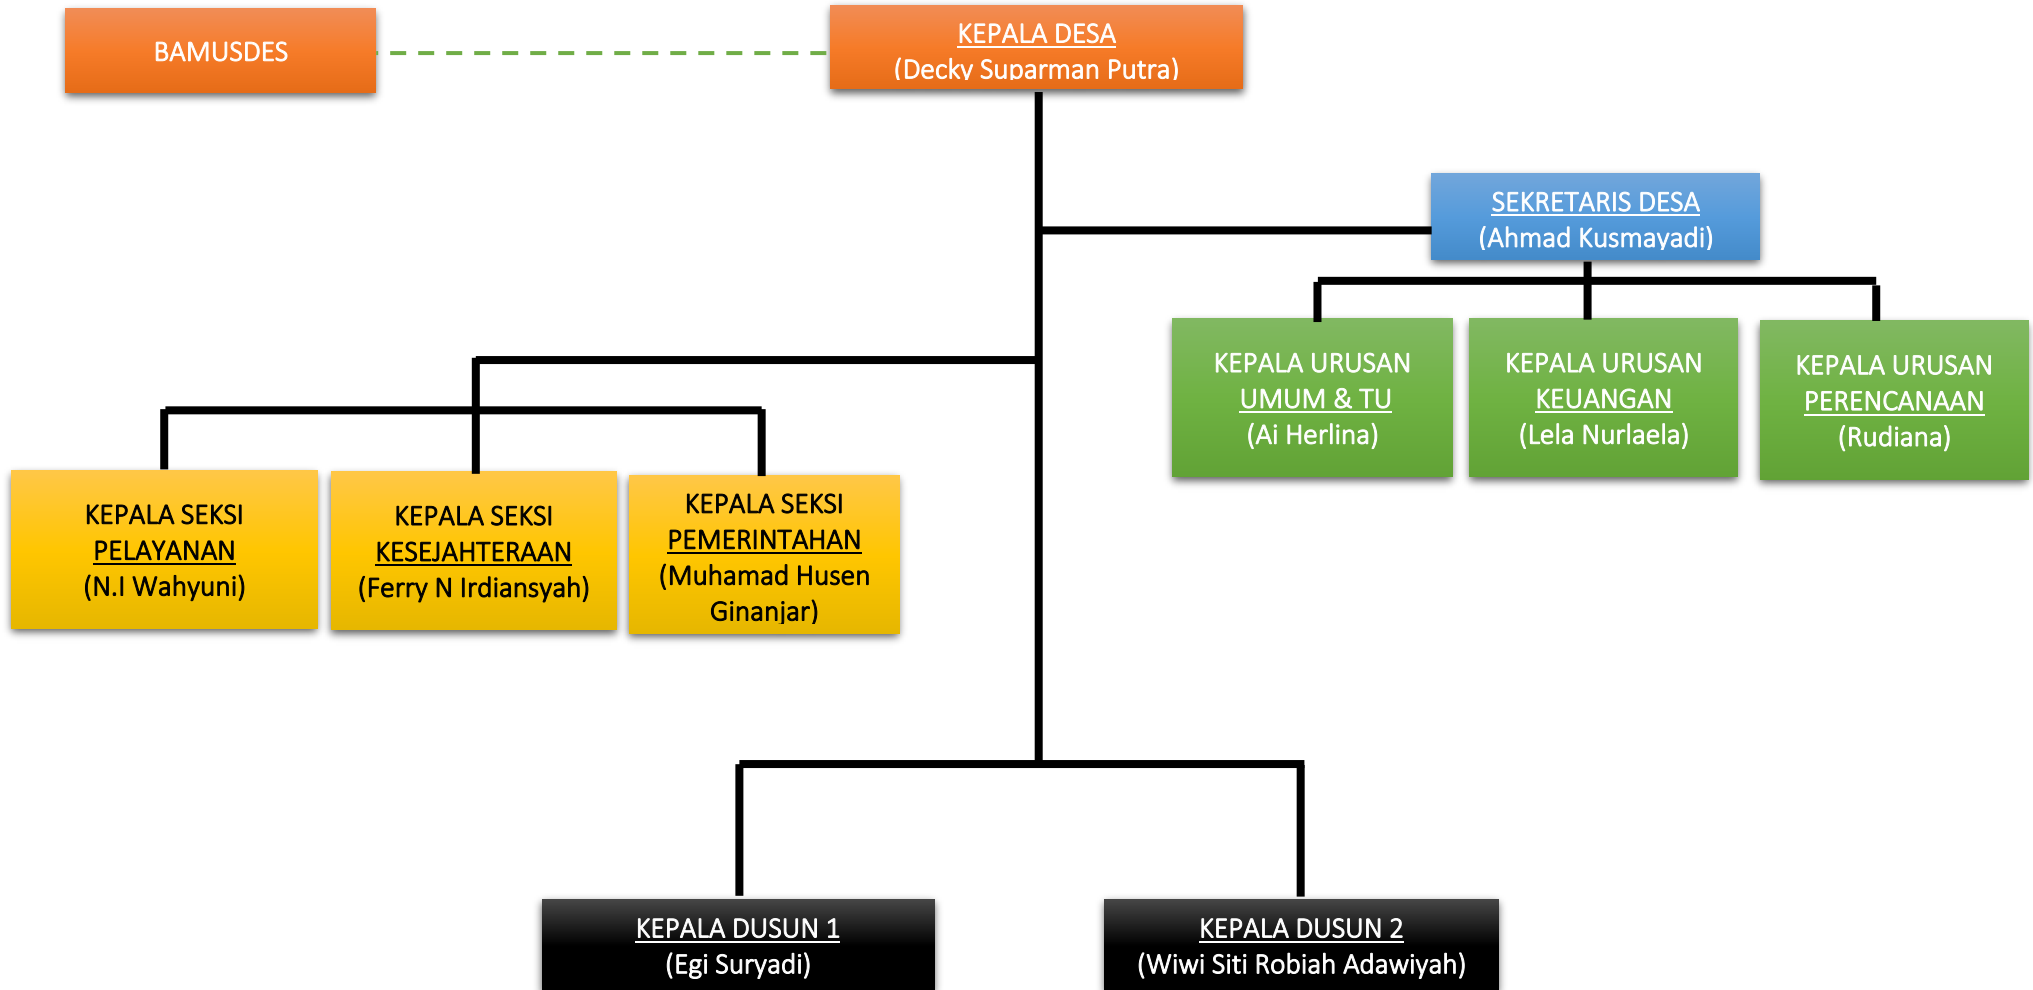 BAMUSDES
KEPALA DESA
(Decky Suparman Putra)
SEKRETARIS DESA
(Ahmad Kusmayadi)
KEPALA URUSAN
UMUM & TU
(Ai Herlina)
KEPALA URUSAN
KEUANGAN
(Lela Nurlaela)
KEPALA URUSAN
PERENCANAAN
(Rudiana)
KEPALA SEKSI
PELAYANAN
(N.I Wahyuni)
KEPALA SEKSI
KESEJAHTERAAN
(Ferry N Irdiansyah)
KEPALA SEKSI
PEMERINTAHAN
(Muhamad Husen
Ginanjar)
KEPALA DUSUN 1
(Egi Suryadi)
KEPALA DUSUN 2
(Wiwi Siti Robiah Adawiyah)